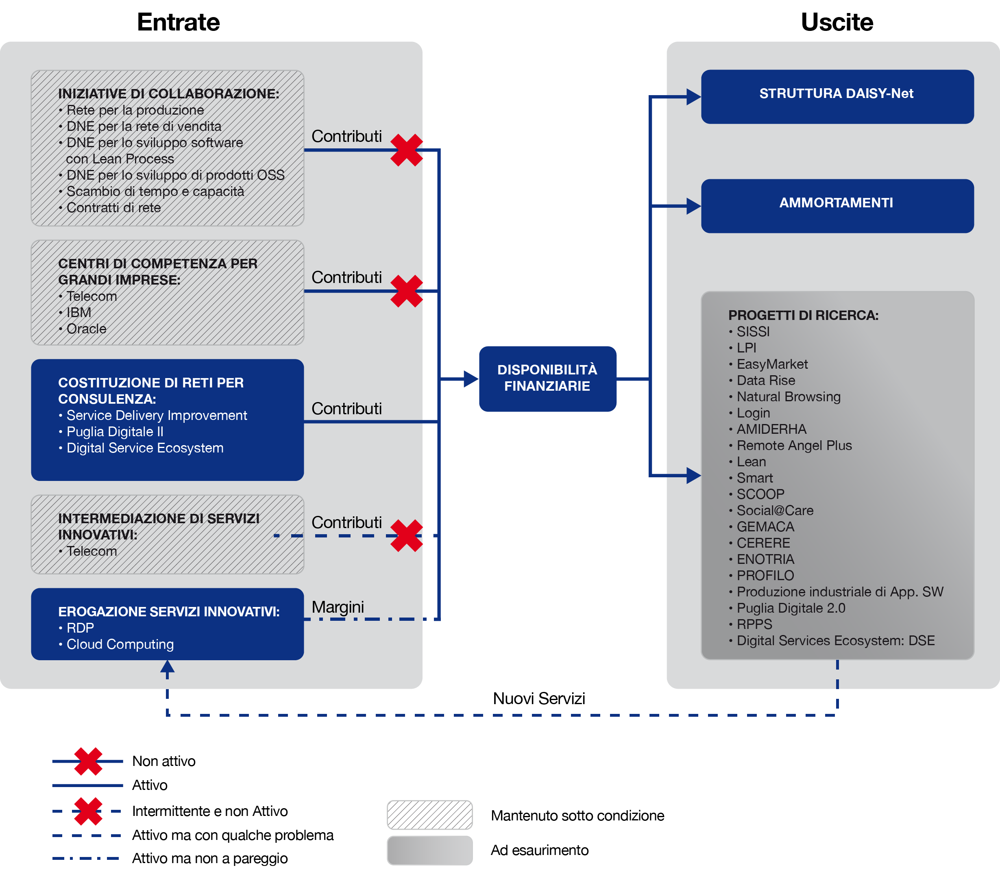 Entrate
INIZIATIVE DI COLLABORAZIONE:
• Rete per la produzione
• DNE per la rete di vendita
• DNE per lo sviluppo software
con Lean Process
• DNE per lo sviluppo di prodotti OSS
• Scambio di tempo e capacità
• Contratti di rete
Contributi
CENTRI DI COMPETENZA PER
GRANDI IMPRESE:
• Telecom
• IBM
• Oracle
Contributi
COSTITUZIONE DI RETI PER
CONSULENZA:
• Service Delivery Improvement
• Puglia Digitale II
• Digital Service Ecosystem
Contributi
INTERMEDIAZIONE DI SERVIZI
INNOVATIVI:
• Telecom
Contributi
EROGAZIONE SERVIZI INNOVATIVI:
• RDP
• Cloud Computing
Margini
DISPONIBILITÀ
FINANZIARIE
Uscite
STRUTTURA DAISY-Net
AMMORTAMENTI
PROGETTI DI RICERCA:
• SISSI
• LPI
• EasyMarket
• Data Rise
• Natural Browsing
• Login
• AMIDERHA
• Remote Angel Plus
• Lean
• Smart
• SCOOP
• Social@Care
• GEMACA
• CERERE
• ENOTRIA
• PROFILO
• Produzione industriale di App. SW
• Puglia Digitale 2.0
• RPPS
• Digital Services Ecosystem: DSE
Nuovi Servizi
Non attivo
Attivo
Intermittente e non Attivo
Attivo ma con qualche problema
Attivo ma non a pareggio
Mantenuto sotto condizione
Ad esaurimento